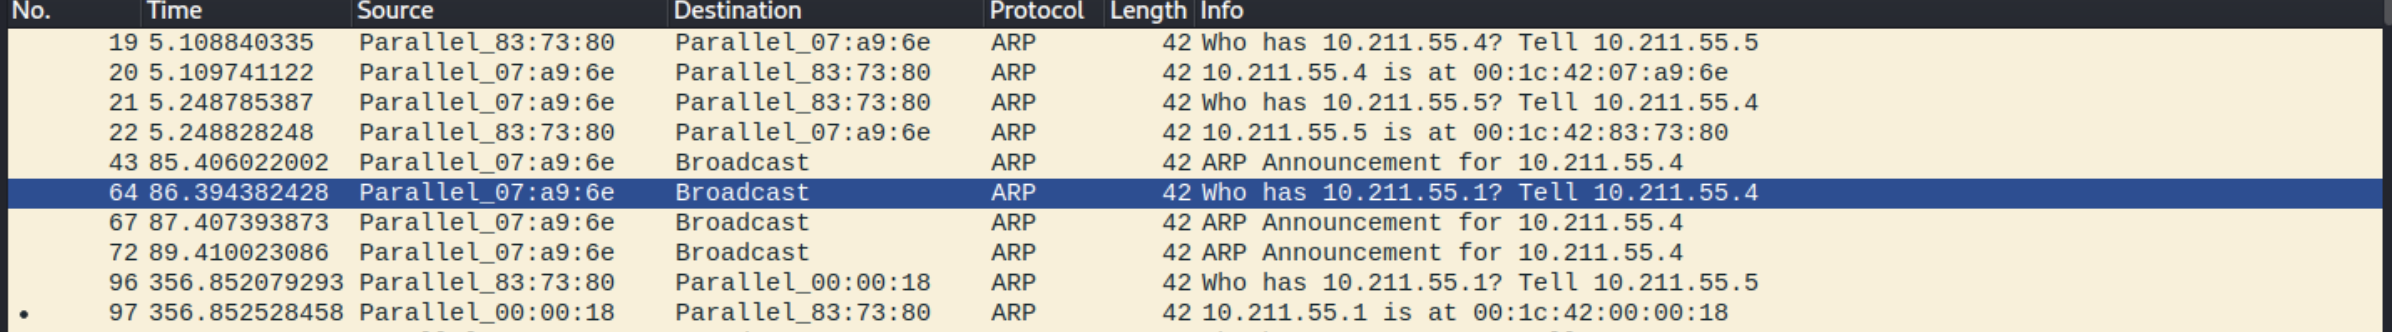 No. Time Source Destination Protocol Length Info
19 5.108840335 Parallel_83:73:80 Parallel_07:a9:6e ARP 42 Who has 10.211.55.4? Tell 10.211.55.5
20 5.109741122 Parallel_07:a9:6e Parallel_83:73:80 ARP 42 10.211.55.4 is at 00:1c:42:07:a9:6e
21 5.248785387 Parallel_07:a9:6e Parallel_83:73:80 ARP 42 Who has 10.211.55.5? Tell 10.211.55.4
22 5.248828248 Parallel_83:73:80 Parallel_07:a9:6e ARP 42 10.211.55.5 is at 00:1c:42:83:73:80
43 85.406022002 Parallel_07:a9:6e Broadcast ARP 42 ARP Announcement for 10.211.55.4
64 86.394382428 Parallel_07:a9:6e Broadcast ARP 42 Who has 10.211.55.1? Tell 10.211.55.4
67 87.407393873 Parallel_07:a9:6e Broadcast ARP 42 ARP Announcement for 10.211.55.4
72 89.410023086 Parallel_07:a9:6e Broadcast ARP 42 ARP Announcement for 10.211.55.4
96 356.852079293 Parallel_83:73:80 Parallel_00:00:18 ARP 42 Who has 10.211.55.1? Tell 10.211.55.5
97 356.852528458 Parallel_00:00:18 Parallel_83:73:80 ARP 42 10.211.55.1 is at 00:1c:42:00:00:18